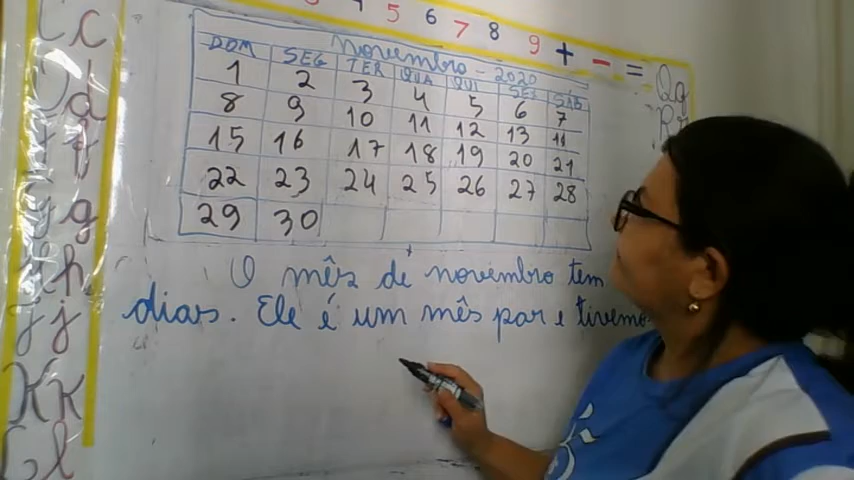 5 6 7 8 9 + - =
Novembro - 2020
DOM SEG TER QUA QUI SEX SÁB
1 2 3 4 5 6 7
8 9 10 11 12 13 14
15 16 17 18 19 20 21
22 23 24 25 26 27 28
29 30
O mês de novembro tem
dias. Ele é um mês par e tivemos
C c
d
g
h
j
K k
L l
Q q
R r